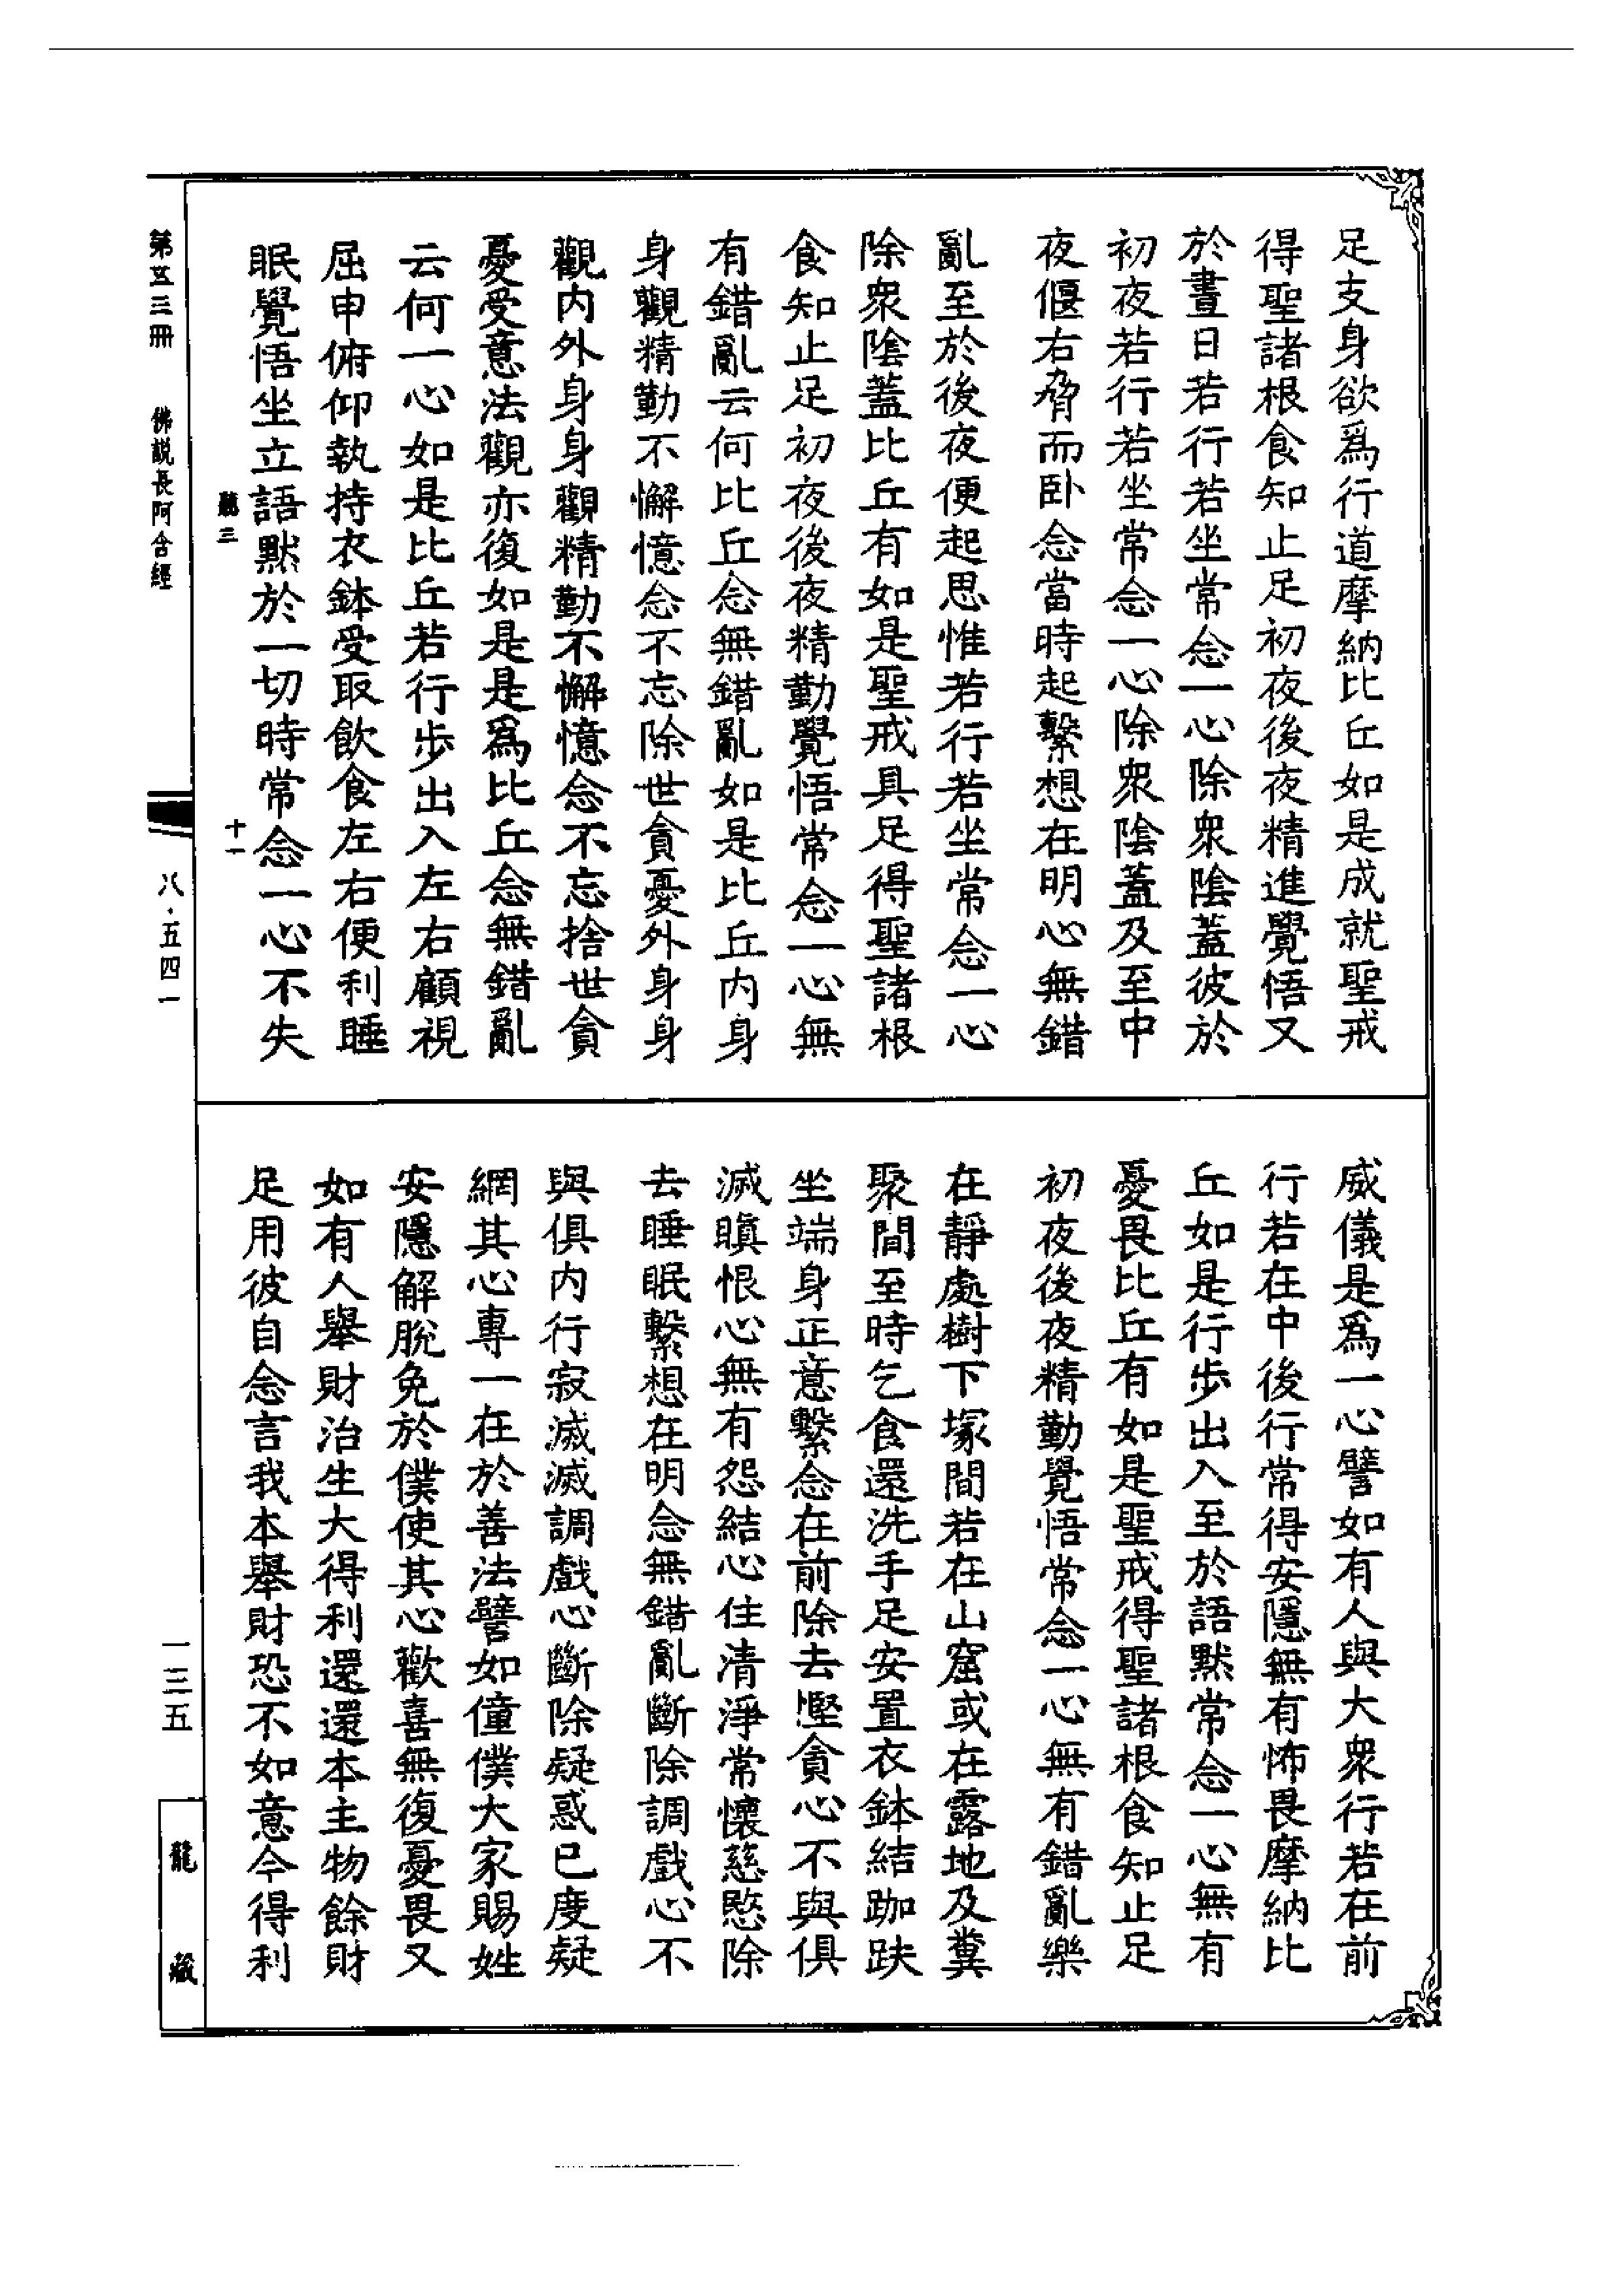 足支身欲爲行道摩納比丘如是成就聖戒
得聖諸根食知止足初夜後夜精進覺悟又
於晝日若行若坐常念一心除衆陰蓋彼於
初夜若行若坐常念一心除衆陰蓋及至中
夜偃右脅而卧念當時起繫想在明心無錯
亂至於後夜便起思惟若行若坐常念一心
除衆陰蓋比丘有如是聖戒具足得聖諸根
食知止足初夜後夜精勤覺悟常念一心無
有錯亂云何比丘念無錯亂如是比丘内身
身觀精勤不懈憶念不忘除世貪憂外身身
觀内外身身觀精勤不懈憶念不忘捨世貪
憂受意法觀亦復如是是爲比丘念無錯亂
云何一心如是比丘若行步出入左右顧視
屈申俯仰執持衣鉢受取飲食左右便利睡
眠覺悟坐立語默於一切時常念一心不失
聽三
十一
威儀是爲一心譬如有人與大衆行若在前
行若在中後行常得安隱無有怖畏摩納比
丘如是行步出入至於語默常念一心無有
憂畏比丘有如是聖戒得聖諸根食知止足
初夜後夜精勤覺悟常念一心無有錯亂樂
在靜處樹下塚間若在山窟或在露地及糞
聚間至時乞食還洗手足安置衣鉢結跏趺
坐端身正意繫念在前除去慳貪心不與俱
滅瞋恨心無有怨結心住清淨常懷慈愍除
去睡眠繫想在明念無錯亂斷除調戲心不
與俱内行寂滅滅調戲心斷除疑惑已度疑
網其心專一在於善法譬如僮僕大家賜姓
安隱解脫免於僕使其心歡喜無復憂畏又
如有人舉財治生大得利還還本主物餘財
足用彼自念言我本舉財恐不如意今得利
第五三冊　佛説長阿含經
八·五四一
一三五
龍藏